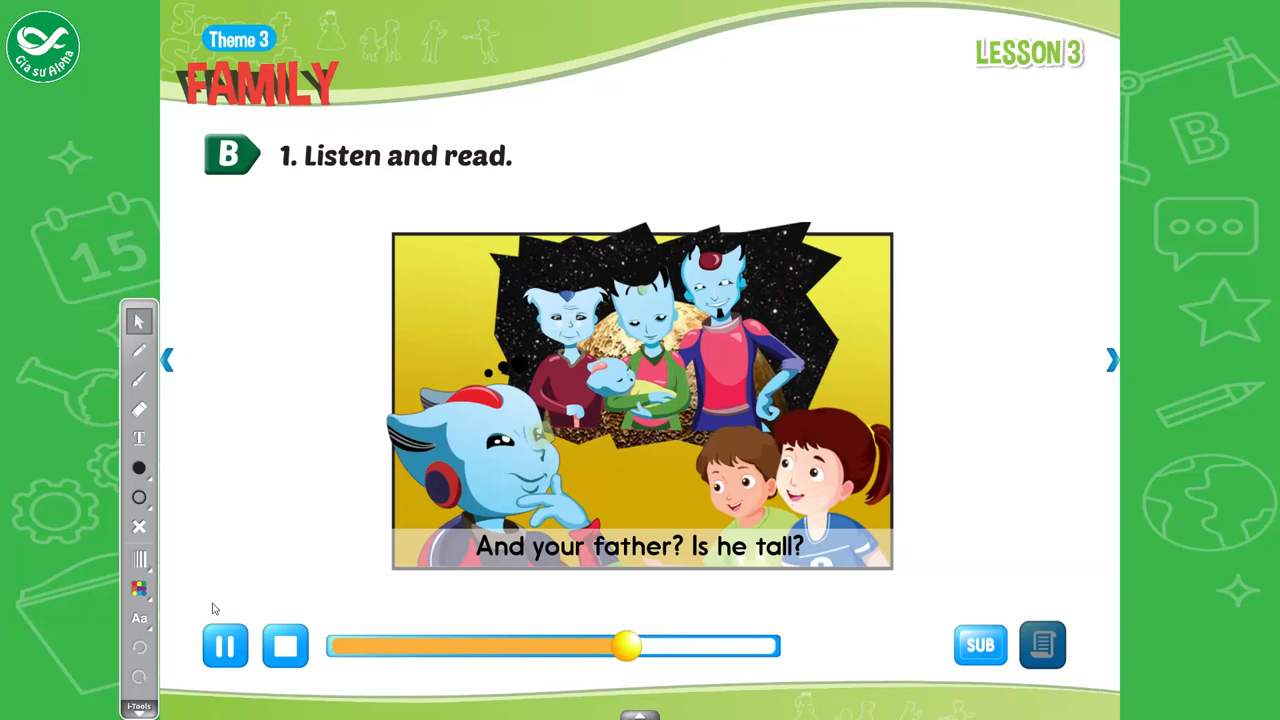 Gia sư Alpha
Theme 3
FAMILY
LESSON 3
B
1. Listen and read.
15
B
And your father? Is he tall?
SUB
T
Aa
i-Tools